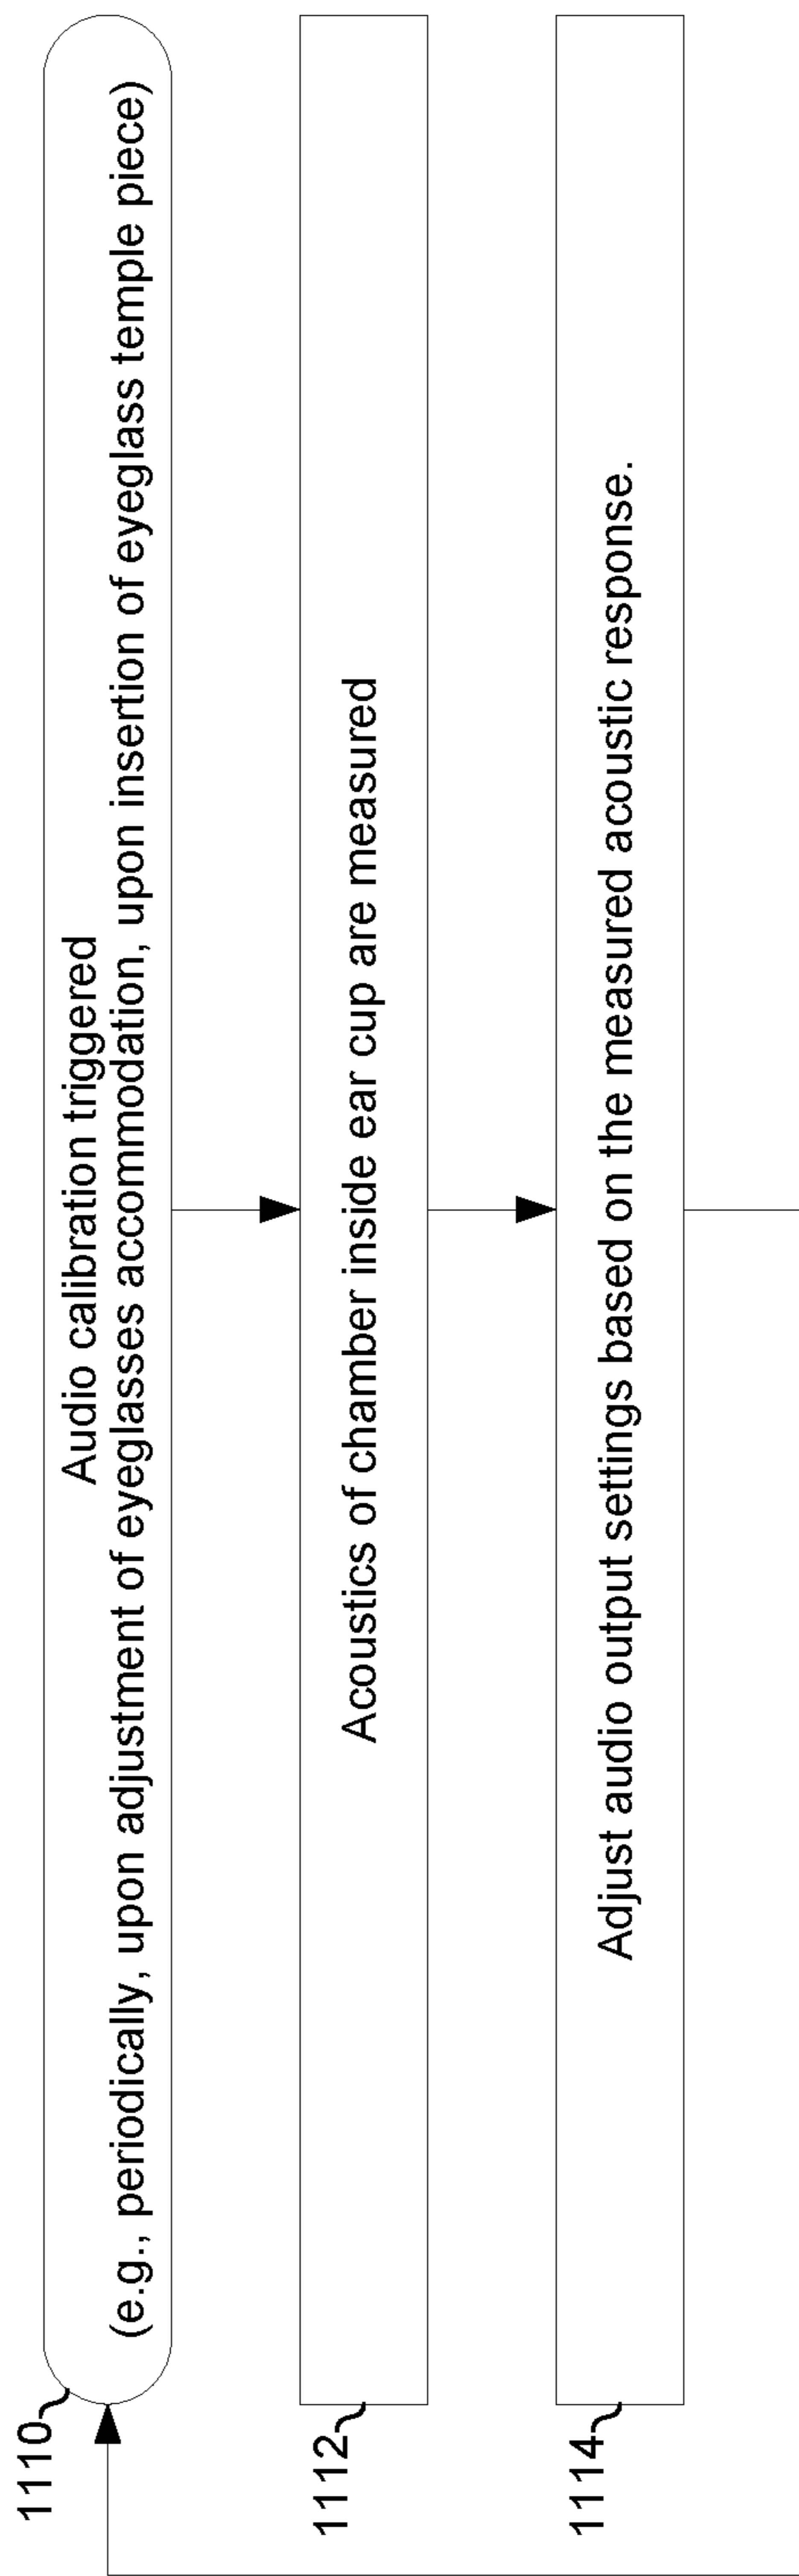 1110
Audio calibration triggered
(e.g., periodically, upon adjustment of eyeglasses accommodation, upon insertion of eyeglass temple piece)
1112
Acoustics of chamber inside ear cup are measured
1114
Adjust audio output settings based on the measured acoustic response.